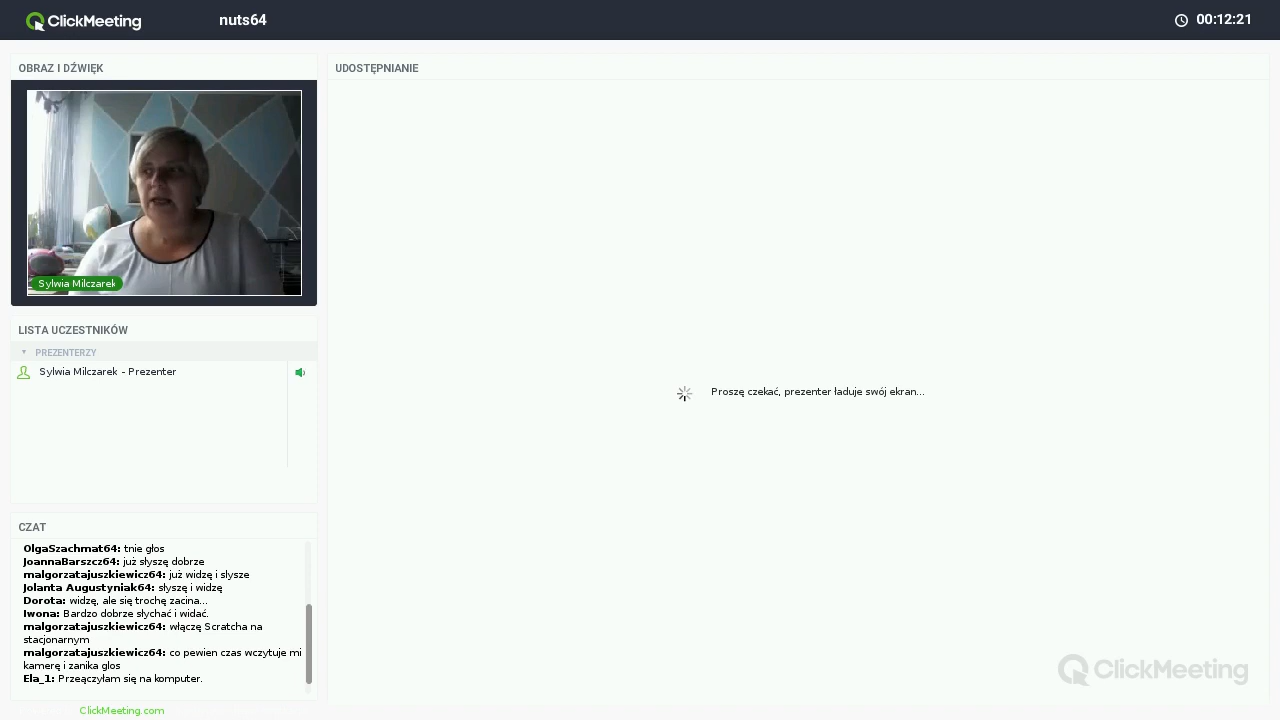 ClickMeeting
nuts64
00:12:21
OBRAZ I DŹWIĘK
Sylwia Milczarek
LISTA UCZESTNIKÓW
PREZENTERZY
Sylwia Milczarek - Prezenter
CZAT
OlgaSzachmat64: tnie głos
JoannaBarszcz64: już słyszę dobrze
malgorzatajuszkiewicz64: już widzę i slysze
Jolanta Augustyniak64: słyszę i widzę
Dorota: widzę, ale się trochę zacina...
Iwona: Bardzo dobrze słychać i widać.
malgorzatajuszkiewicz64: włączę Scratcha na
stacjonarnym
malgorzatajuszkiewicz64: co pewien czas wczytuje mi
kamerę i zanika glos
Ela_1: Przeączyłam się na komputer.
ClickMeeting.com
UDOSTĘPNIANIE
Proszę czekać, prezenter ładuje swój ekran...
ClickMeeting